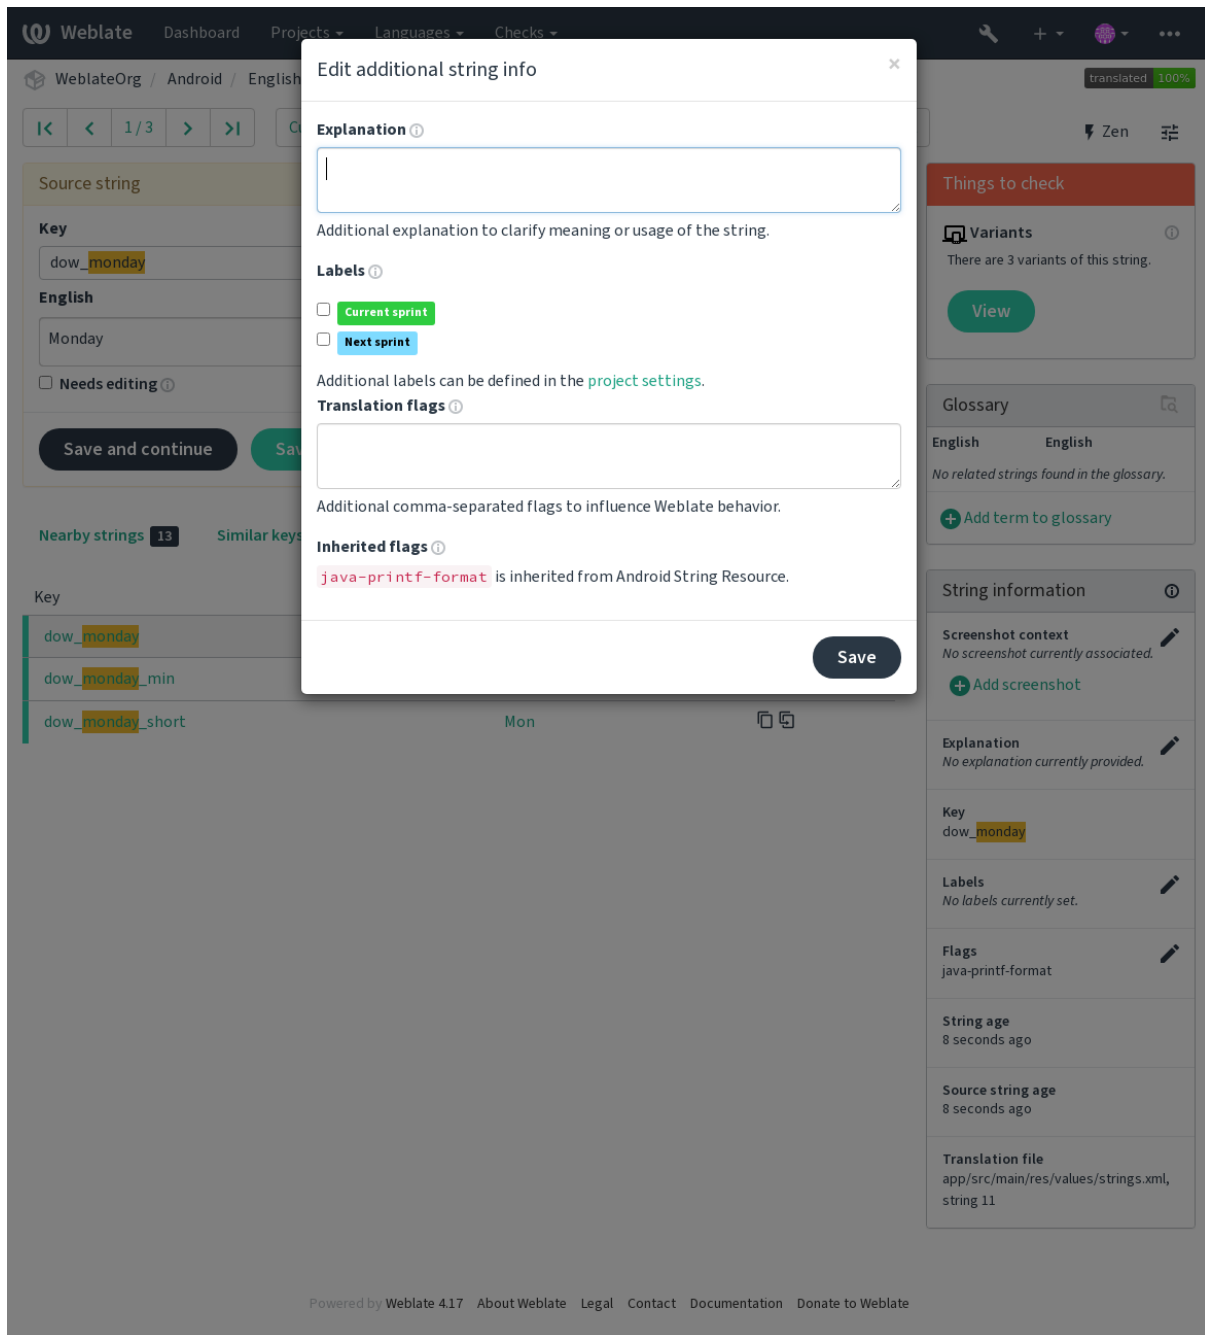 Weblate Dashboard Projects Languages Checks
WeblateOrg / Android / English
translated 100%
1 / 3
Zen
Edit additional string info
×
Explanation
Additional explanation to clarify meaning or usage of the string.
Labels
Current sprint
Next sprint
Additional labels can be defined in the project settings.
Translation flags
Additional comma-separated flags to influence Weblate behavior.
Inherited flags
java-printf-format is inherited from Android String Resource.
Save
Source string
Key
dow_monday
English
Monday
Needs editing
Save and continue
Nearby strings 13 Similar keys
Key
dow_monday
dow_monday_min
dow_monday_short Mon
Things to check
Variants
There are 3 variants of this string.
View
Glossary
English English
No related strings found in the glossary.
Add term to glossary
String information
Screenshot context
No screenshot currently associated.
Add screenshot
Explanation
No explanation currently provided.
Key
dow_monday
Labels
No labels currently set.
Flags
java-printf-format
String age
8 seconds ago
Source string age
8 seconds ago
Translation file
app/src/main/res/values/strings.xml,
string 11
Powered by Weblate 4.17 About Weblate Legal Contact Documentation Donate to Weblate